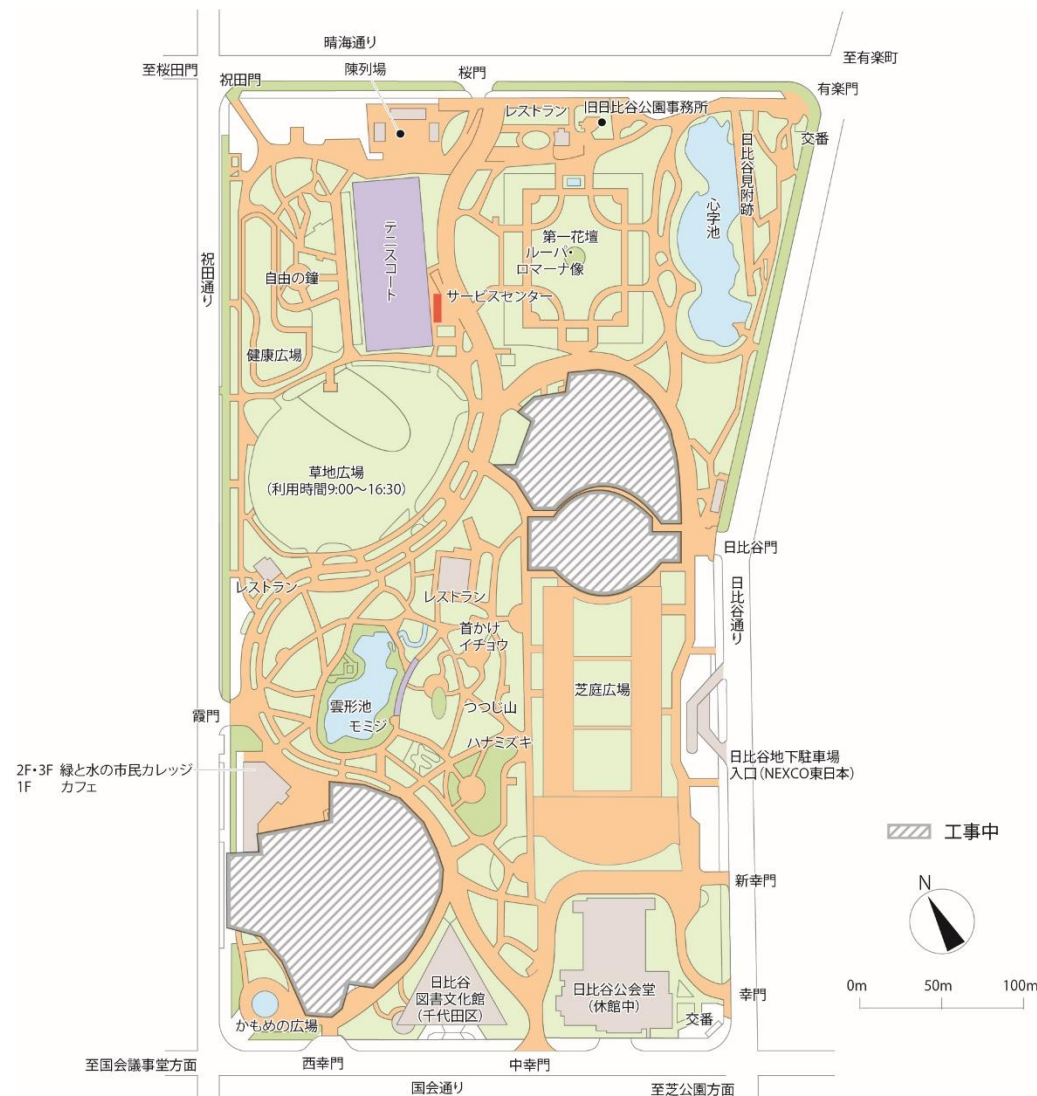 晴海通り
至桜田門
至有楽町
祝田門
陳列場
桜門
有楽門
レストラン
旧日比谷公園事務所
交番
日比谷見附跡
心字池
テニスコート
第一花壇
ルーパ・
ロマーナ像
祝田通り
自由の鐘
サービスセンター
健康広場
草地広場
(利用時間9:00～16:30)
日比谷門
日比谷通り
レストラン
レストラン
首かけ
イチョウ
芝庭広場
雲形池
モミジ
つつじ山
ハナミズキ
霞門
2F・3F 緑と水の市民カレッジ
1F カフェ
日比谷地下駐車場
入口(NEXCO東日本)
工事中
新幸門
N
日比谷
図書文化館
(千代田区)
日比谷公会堂
(休館中)
幸門
0m 50m 100m
かもめの広場
交番
至国会議事堂方面
西幸門
中幸門
国会通り
至芝公園方面